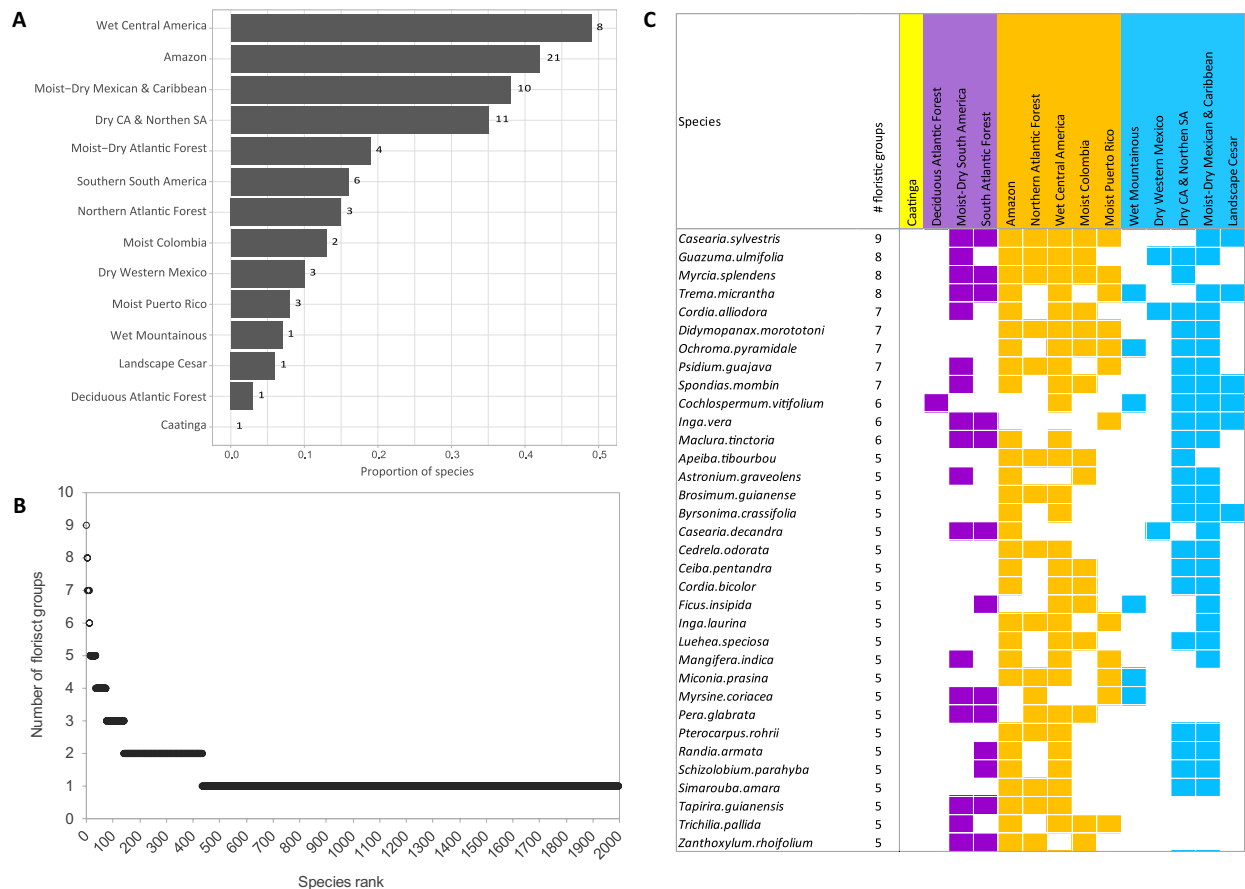 A
Wet Central America 8
Amazon 21
Moist-Dry Mexican & Caribbean 10
Dry CA & Northen SA 11
Moist-Dry Atlantic Forest 4
Southern South America 6
Northern Atlantic Forest 3
Moist Colombia 2
Dry Western Mexico 3
Moist Puerto Rico 3
Wet Mountainous 1
Landscape Cesar 1
Deciduous Atlantic Forest 1
Caatinga 1
0.0 0.1 0.2 0.3 0.4 0.5
Proportion of species
B
Number of florisct groups
10
9
8
7
6
5
4
3
2
1
0
0 100 200 300 400 500 600 700 800 900 1000 1100 1200 1300 1400 1500 1600 1700 1800 1900 2000
Species rank
C
Species
# floristic groups
Caatinga
Deciduous Atlantic Forest
Moist-Dry South America
South Atlantic Forest
Amazon
Northern Atlantic Forest
Wet Central America
Moist Colombia
Moist Puerto Rico
Wet Mountainous
Dry Western Mexico
Dry CA & Northen SA
Moist-Dry Mexican & Caribbean
Landscape Cesar
Casearia.sylvestris 9
Guazuma.ulmifolia 8
Myrcia.splendens 8
Trema.micrantha 8
Cordia.alliodora 7
Didymopanax.morototoni 7
Ochroma.pyramidale 7
Psidium.guajava 7
Spondias.mombin 7
Cochlospermum.vitifolium 6
Inga.vera 6
Maclura.tinctoria 6
Apeiba.tibourbou 5
Astronium.graveolens 5
Brosimum.guianense 5
Byrsonima.crassifolia 5
Casearia.decandra 5
Cedrela.odorata 5
Ceiba.pentandra 5
Cordia.bicolor 5
Ficus.insipida 5
Inga.laurina 5
Luehea.speciosa 5
Mangifera.indica 5
Miconia.prasina 5
Myrsine.coriacea 5
Pera.glabrata 5
Pterocarpus.rohrii 5
Randia.armata 5
Schizolobium.parahyba 5
Simarouba.amara 5
Tapirira.guianensis 5
Trichilia.pallida 5
Zanthoxylum.rhoifolium 5